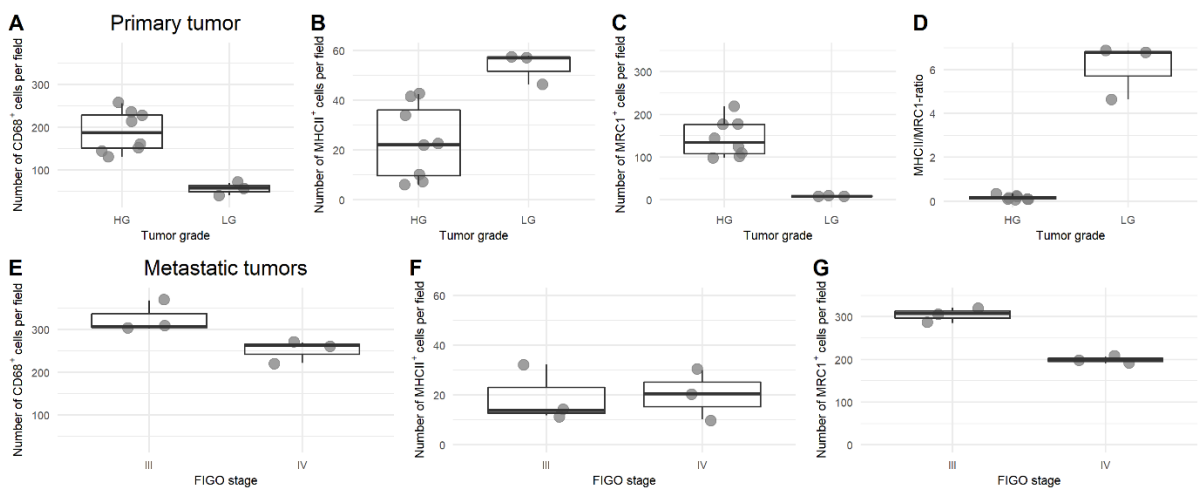 A
Primary tumor
Number of CD68⁺ cells per field
300
200
100
HG
LG
Tumor grade
B
Number of MHCII⁺ cells per field
60
40
20
0
HG
LG
Tumor grade
C
Number of MRC1⁺ cells per field
300
200
100
0
HG
LG
Tumor grade
D
MHCII/MRC1-ratio
6
4
2
0
HG
LG
Tumor grade
E
Metastatic tumors
Number of CD68⁺ cells per field
300
200
100
III
IV
FIGO stage
F
Number of MHCII⁺ cells per field
60
40
20
0
III
IV
FIGO stage
G
Number of MRC1⁺ cells per field
300
200
100
0
III
IV
FIGO stage